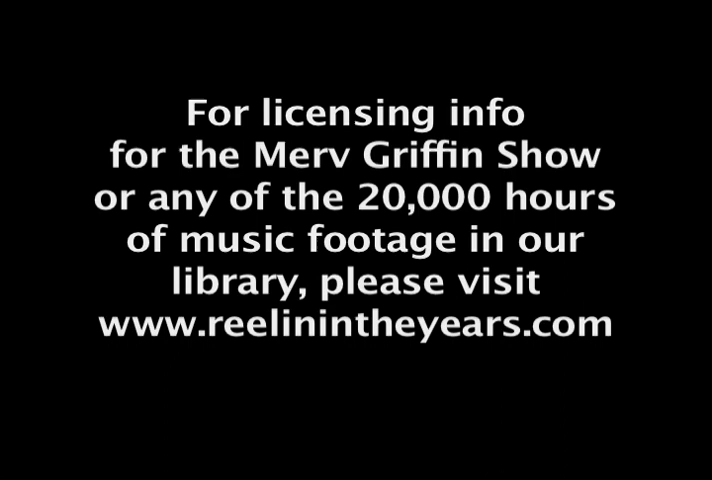 For licensing info
for the Merv Griffin Show
or any of the 20,000 hours
of music footage in our
library, please visit
www.reelinintheyears.com